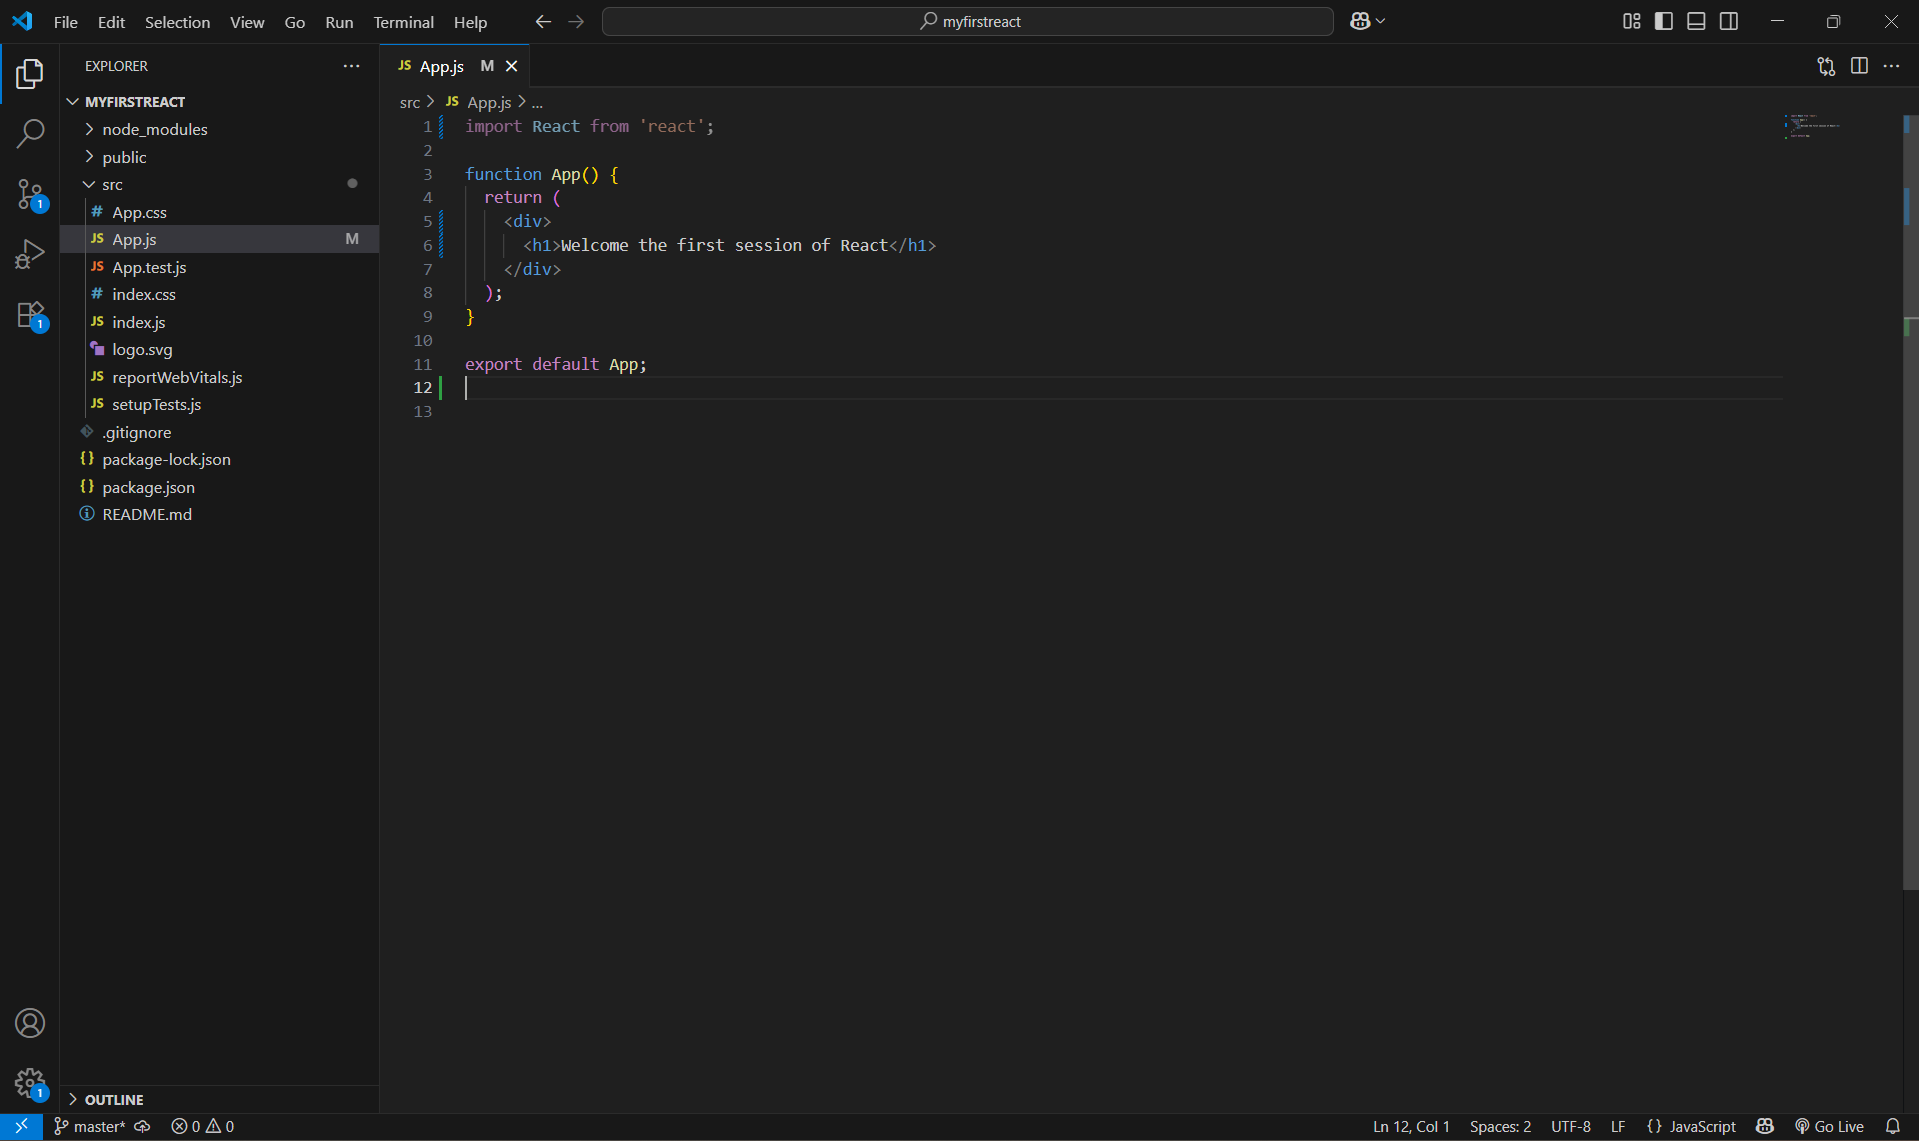 File Edit Selection View Go Run Terminal Help myfirstreact
EXPLORER
MYFIRSTREACT
node_modules
public
src
# App.css
JS App.js M
JS App.test.js
# index.css
JS index.js
logo.svg
JS reportWebVitals.js
JS setupTests.js
.gitignore
{} package-lock.json
{} package.json
README.md
OUTLINE
1
1
1
JS App.js M
src > JS App.js > ...
1 import React from 'react';
2
3 function App() {
4 return (
5 <div>
6 <h1>Welcome the first session of React</h1>
7 </div>
8 );
9 }
10
11 export default App;
12
13
master* 0 0 Ln 12, Col 1 Spaces: 2 UTF-8 LF {} JavaScript Go Live